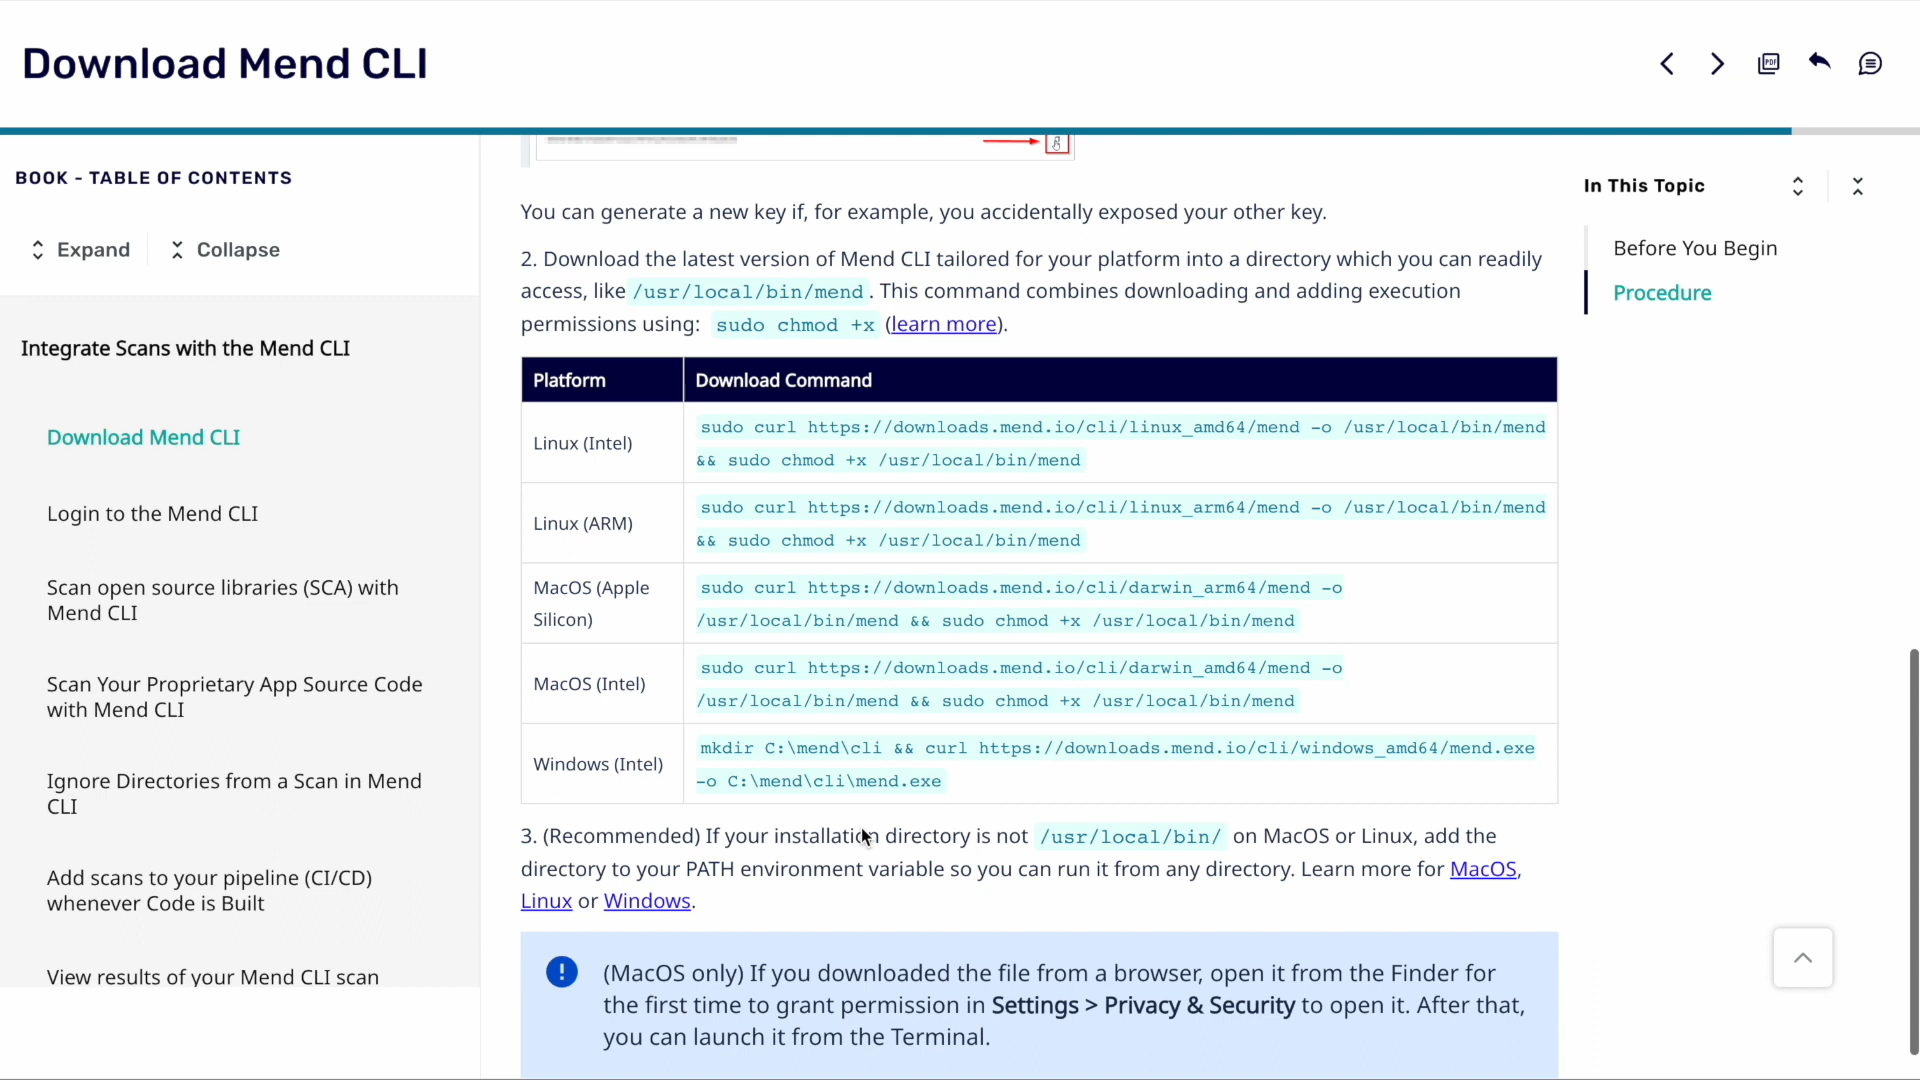 Download Mend CLI
BOOK - TABLE OF CONTENTS
Expand
Collapse
Integrate Scans with the Mend CLI
Download Mend CLI
Login to the Mend CLI
Scan open source libraries (SCA) with
Mend CLI
Scan Your Proprietary App Source Code
with Mend CLI
Ignore Directories from a Scan in Mend
CLI
Add scans to your pipeline (CI/CD)
whenever Code is Built
View results of your Mend CLI scan
You can generate a new key if, for example, you accidentally exposed your other key.
2. Download the latest version of Mend CLI tailored for your platform into a directory which you can readily
access, like /usr/local/bin/mend. This command combines downloading and adding execution
permissions using: sudo chmod +x (learn more).
Platform
Download Command
Linux (Intel)
sudo curl https://downloads.mend.io/cli/linux_amd64/mend -o /usr/local/bin/mend
&& sudo chmod +x /usr/local/bin/mend
Linux (ARM)
sudo curl https://downloads.mend.io/cli/linux_arm64/mend -o /usr/local/bin/mend
&& sudo chmod +x /usr/local/bin/mend
MacOS (Apple
Silicon)
sudo curl https://downloads.mend.io/cli/darwin_arm64/mend -o
/usr/local/bin/mend && sudo chmod +x /usr/local/bin/mend
MacOS (Intel)
sudo curl https://downloads.mend.io/cli/darwin_amd64/mend -o
/usr/local/bin/mend && sudo chmod +x /usr/local/bin/mend
Windows (Intel)
mkdir C:\mend\cli && curl https://downloads.mend.io/cli/windows_amd64/mend.exe
-o C:\mend\cli\mend.exe
3. (Recommended) If your installation directory is not /usr/local/bin/ on MacOS or Linux, add the
directory to your PATH environment variable so you can run it from any directory. Learn more for MacOS,
Linux or Windows.
(MacOS only) If you downloaded the file from a browser, open it from the Finder for
the first time to grant permission in Settings > Privacy & Security to open it. After that,
you can launch it from the Terminal.
In This Topic
Before You Begin
Procedure
PDF